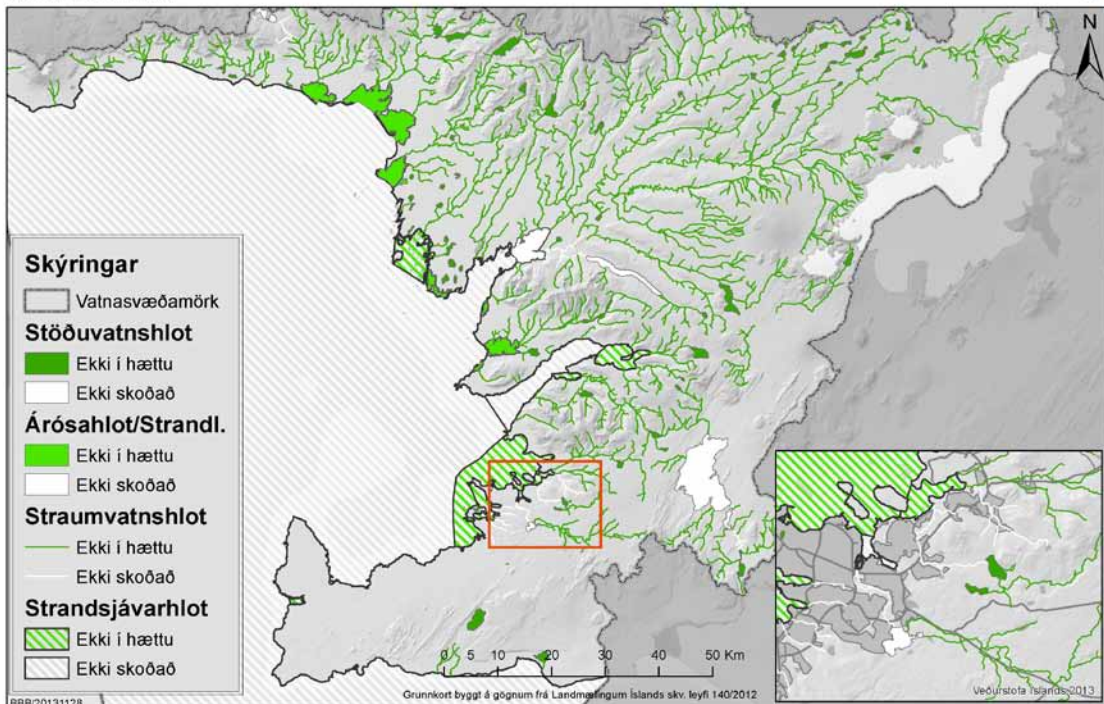 N
Skýringar
Vatnasvæðamörk
Stöðuvatnshlot
Ekki í hættu
Ekki skoðað
Árósahlot/Strandl.
Ekki í hættu
Ekki skoðað
Straumvatnshlot
Ekki í hættu
Ekki skoðað
Strandsjávarhlot
Ekki í hættu
Ekki skoðað
0 5 10 20 30 40 50 Km
Grunnkort byggt á gögnum frá Landmælingum Íslands skv. leyfi 140/2012
Veðurstofa Íslands 2013
BBB/20131128